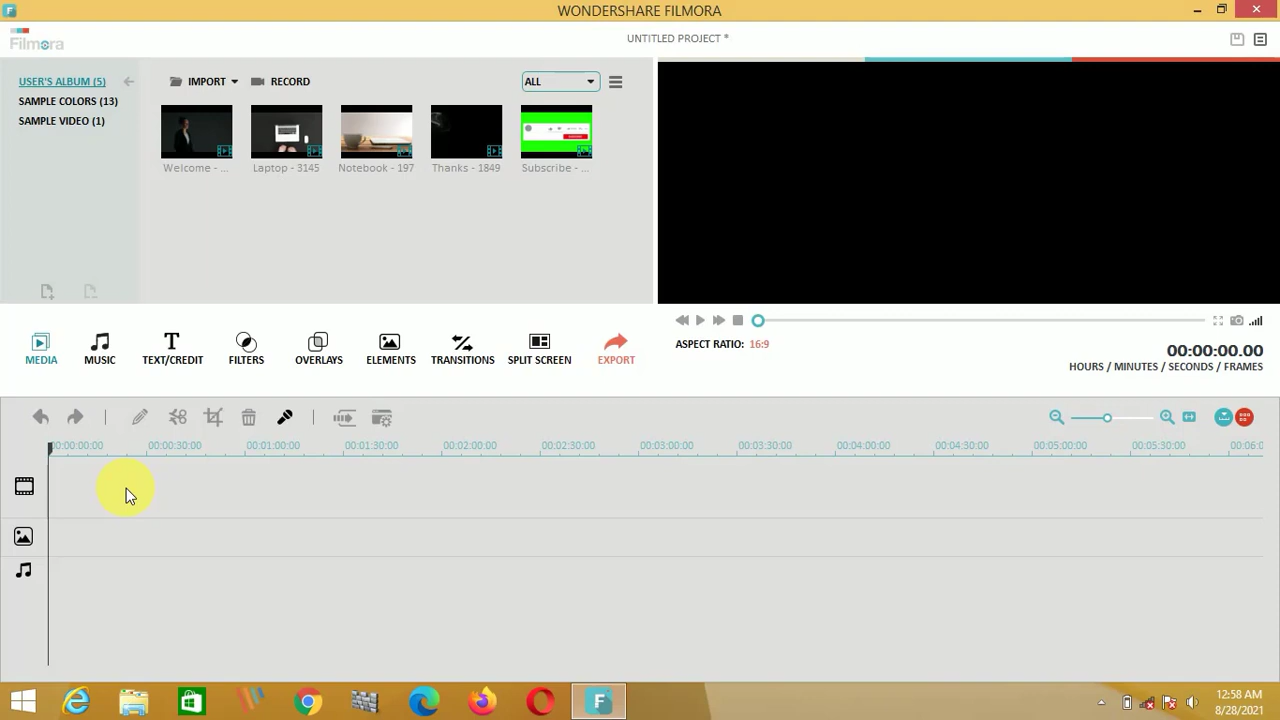 WONDERSHARE FILMORA
Filmora
UNTITLED PROJECT *
USER'S ALBUM (5)
SAMPLE COLORS (13)
SAMPLE VIDEO (1)
IMPORT
RECORD
ALL
Welcome - ...
Laptop - 3145
Notebook - 197
Thanks - 1849
Subscribe - ...
MEDIA
MUSIC
TEXT/CREDIT
FILTERS
OVERLAYS
ELEMENTS
TRANSITIONS
SPLIT SCREEN
EXPORT
ASPECT RATIO: 16:9
00:00:00.00
HOURS / MINUTES / SECONDS / FRAMES
00:00:00:00 00:00:30:00 00:01:00:00 00:01:30:00 00:02:00:00 00:02:30:00 00:03:00:00 00:03:30:00 00:04:00:00 00:04:30:00 00:05:00:00 00:05:30:00 00:06:0
12:58 AM
8/28/2021